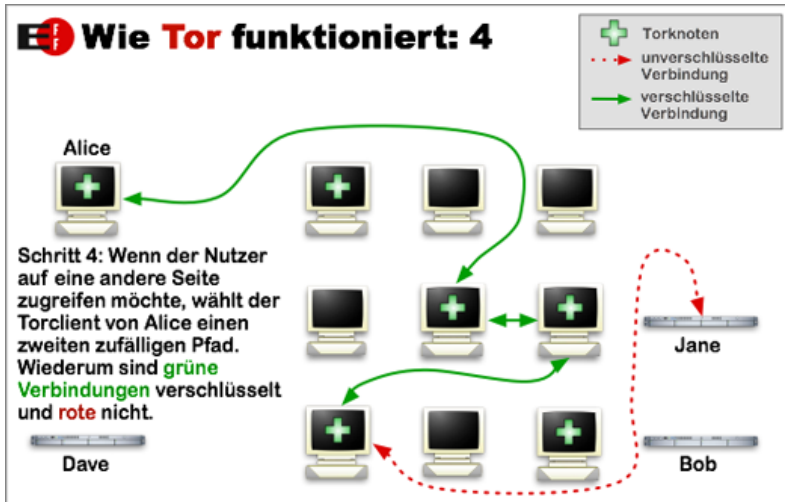 EFF Wie Tor funktioniert: 4
Torknoten
unverschlüsselte
Verbindung
verschlüsselte
Verbindung
Alice
Schritt 4: Wenn der Nutzer
auf eine andere Seite
zugreifen möchte, wählt der
Torclient von Alice einen
zweiten zufälligen Pfad.
Wiederum sind grüne
Verbindungen verschlüsselt
und rote nicht.
Jane
Dave
Bob